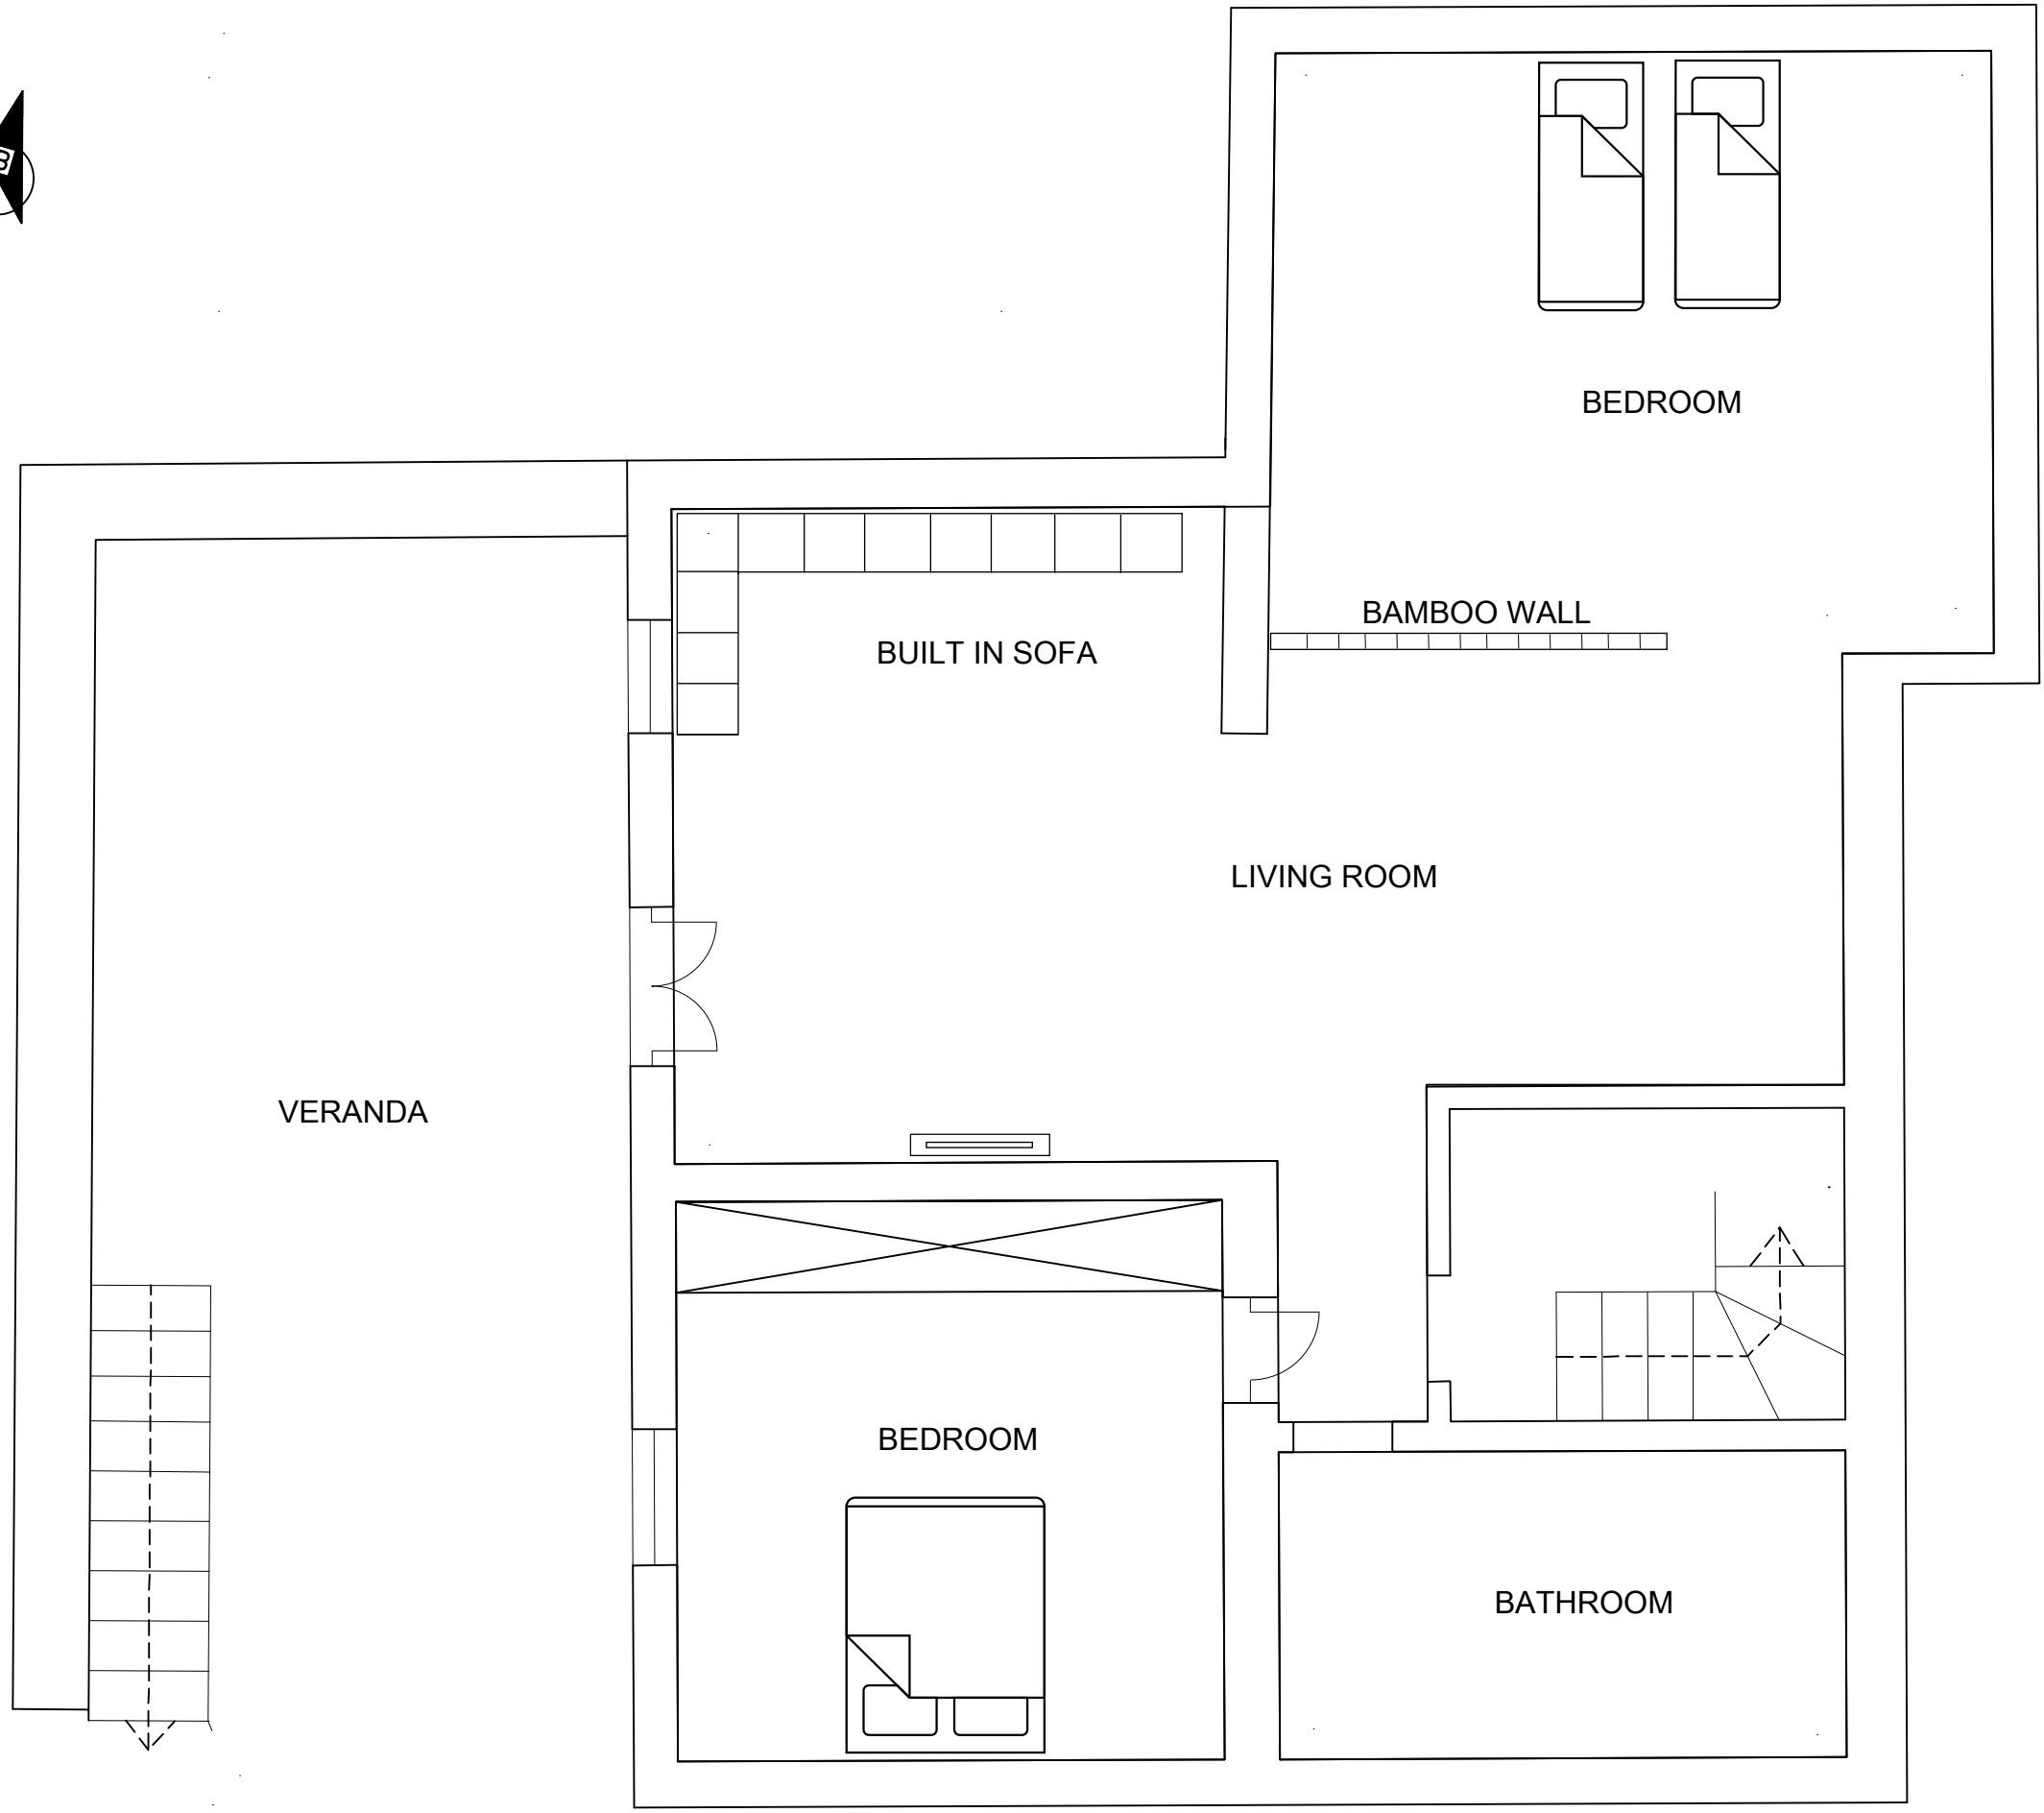 BEDROOM
BAMBOO WALL
BUILT IN SOFA
LIVING ROOM
VERANDA
BEDROOM
BATHROOM